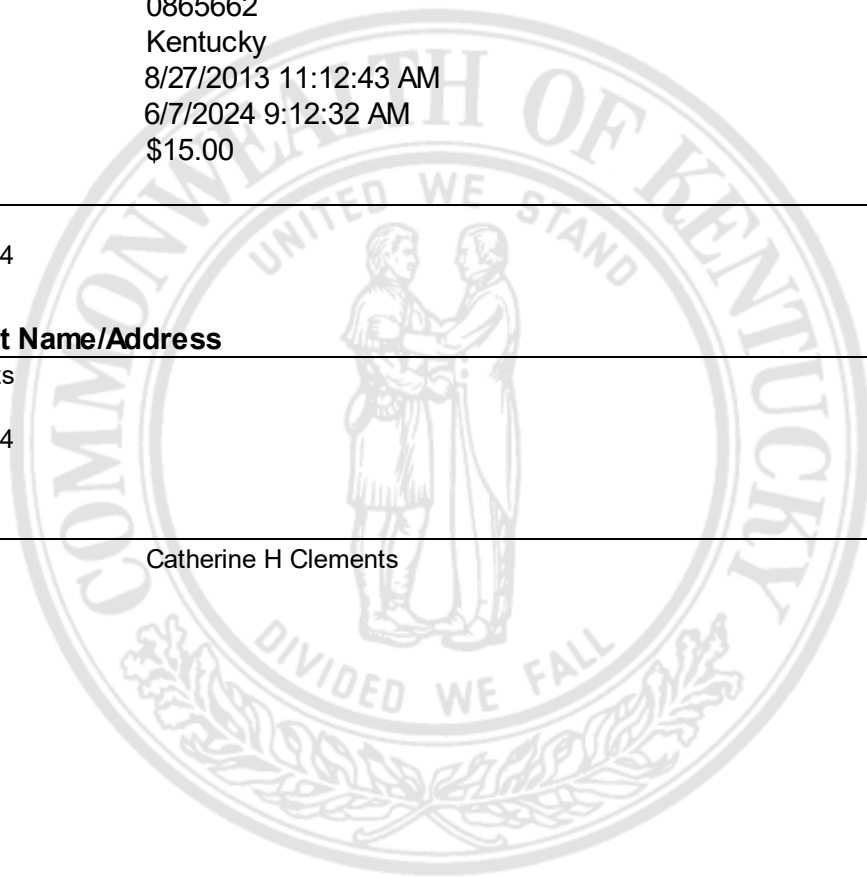 0865662
Kentucky
8/27/2013 11:12:43 AM
6/7/2024 9:12:32 AM
$15.00
4
t Name/Address
ts
4
Catherine H Clements
COMMONWEALTH OF KENTUCKY
UNITED WE STAND
DIVIDED WE FALL